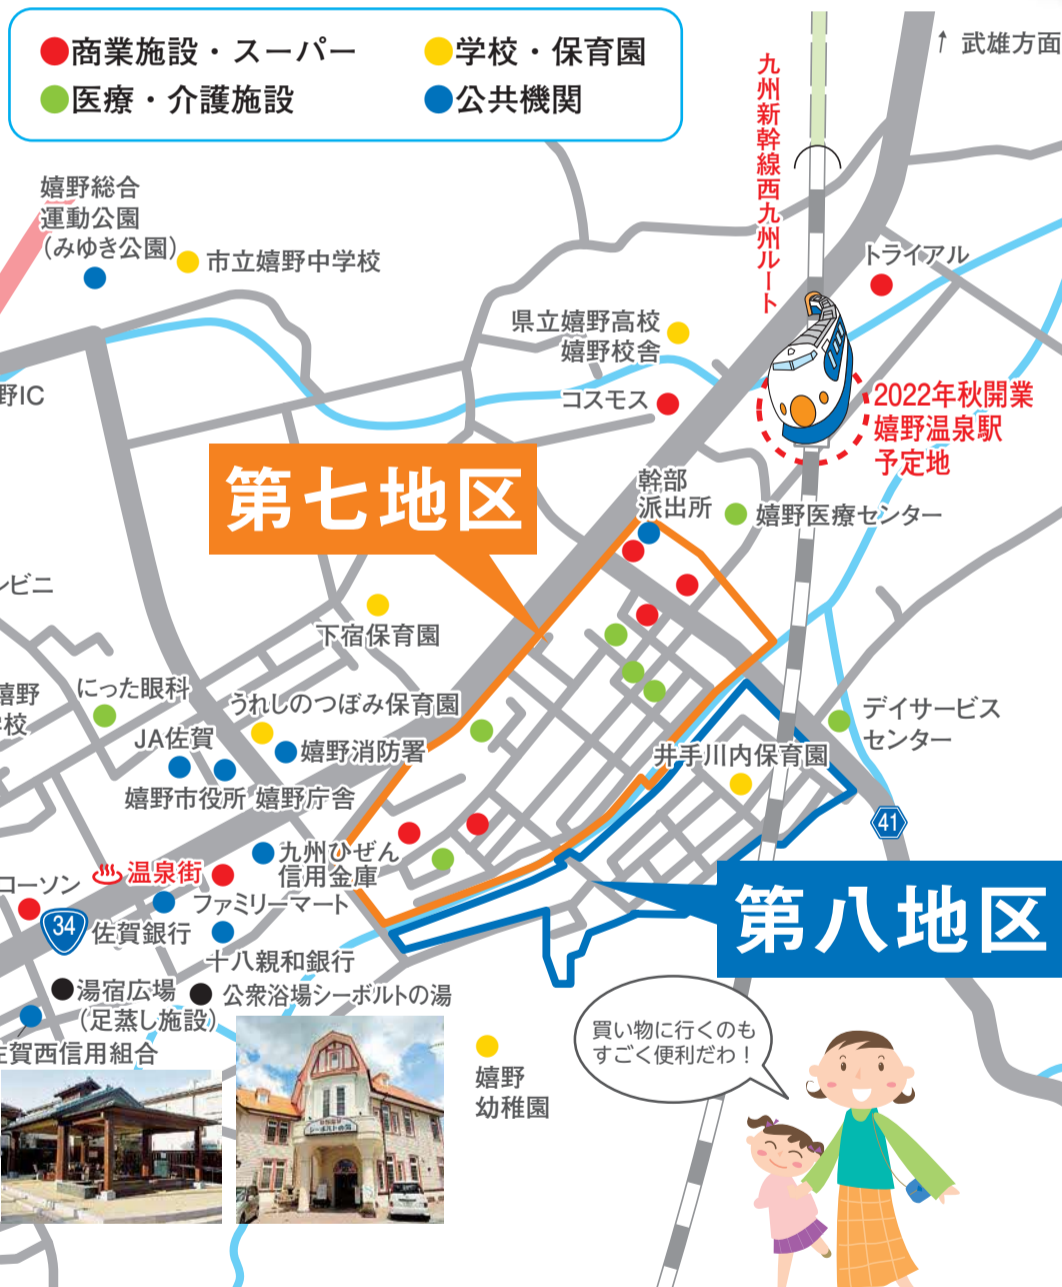 商業施設・スーパー
学校・保育園
医療・介護施設
公共機関
↑ 武雄方面
九州新幹線西九州ルート
嬉野総合
運動公園
(みゆき公園)
市立嬉野中学校
トライアル
県立嬉野高校
嬉野校舎
コスモス
野IC
2022年秋開業
嬉野温泉駅
予定地
第七地区
幹部
派出所
嬉野医療センター
ンビニ
下宿保育園
嬉野
学校
にった眼科
うれしのつぼみ保育園
JA佐賀
嬉野消防署
嬉野市役所 嬉野庁舎
井手川内保育園
デイサービス
センター
41
九州ひぜん
信用金庫
温泉街
ローソン
ファミリーマート
34
佐賀銀行
第八地区
十八親和銀行
湯宿広場
(足蒸し施設)
公衆浴場シーボルトの湯
佐賀西信用組合
シーボルトの湯
買い物に行くのも
すごく便利だわ！
嬉野
幼稚園